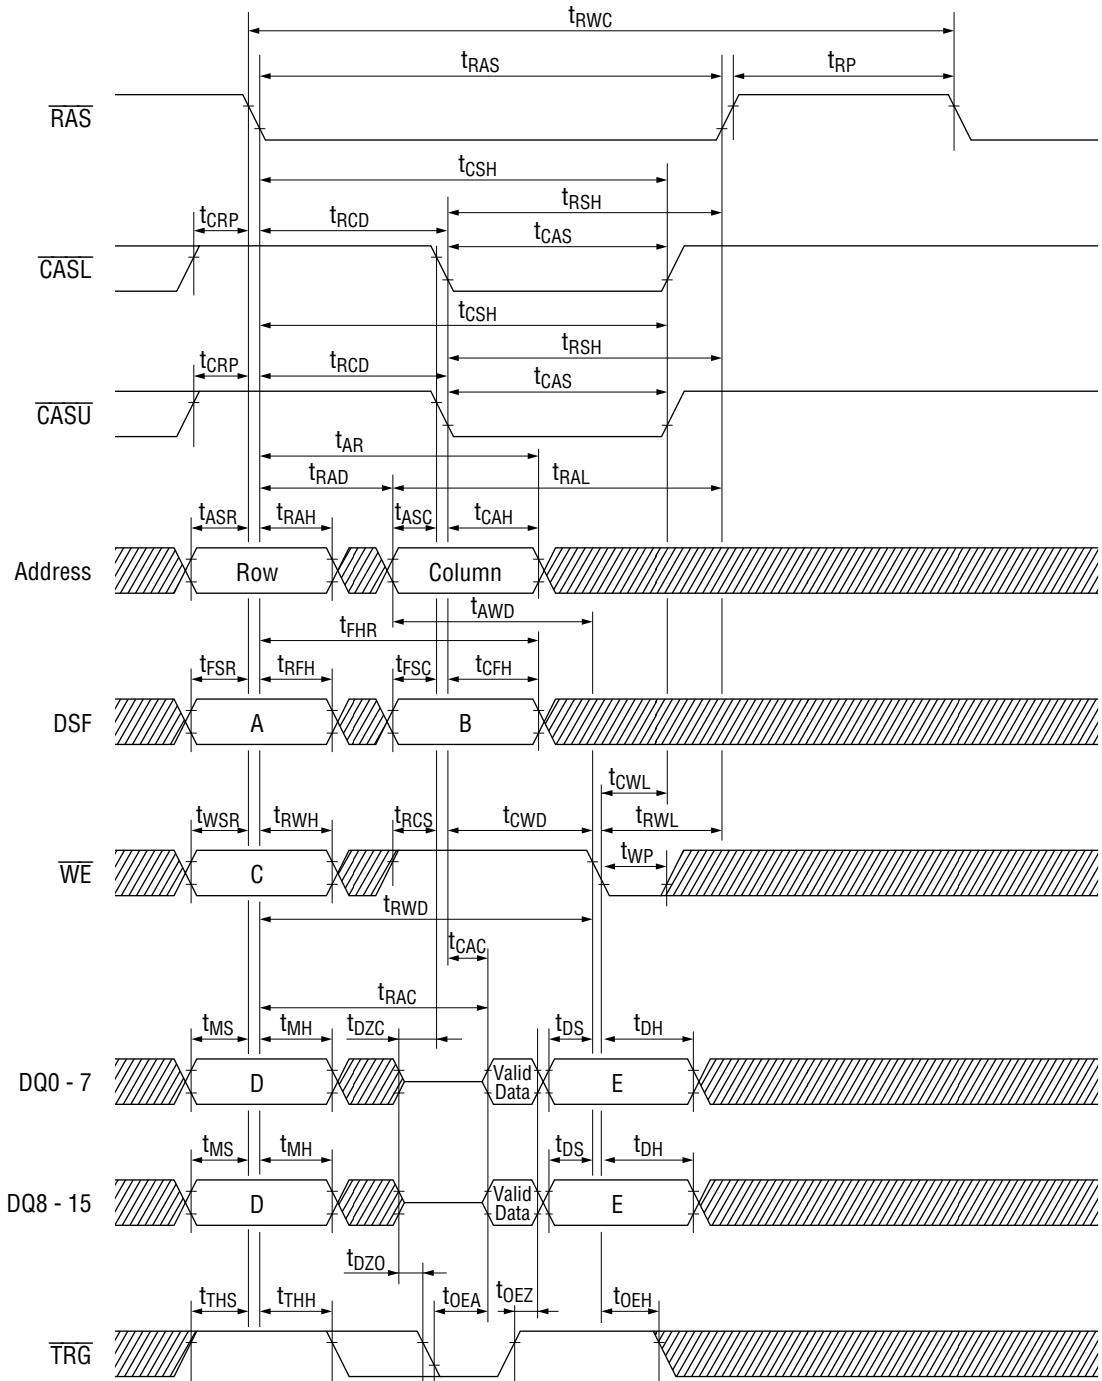 tRWC
tRAS tRP
RAS
tCSH
tRSH
tCRP tRCD tCAS
CASL
tCSH
tRSH
tCRP tRCD tCAS
CASU
tAR
tRAD tRAL
tASR tRAH tASC tCAH
Address Row Column
tAWD
tFHR
tFSR tRFH tFSC tCFH
DSF A B
tCWL
tWSR tRWH tRCS tCWD tRWL
tWP
WE C
tRWD
tCAC
tRAC
tMS tMH tDZC tDS tDH
DQ0 - 7 D Valid Data E
tMS tMH tDS tDH
DQ8 - 15 D Valid Data E
tDZO
tTHS tTHH tOEA tOEZ tOEH
TRG